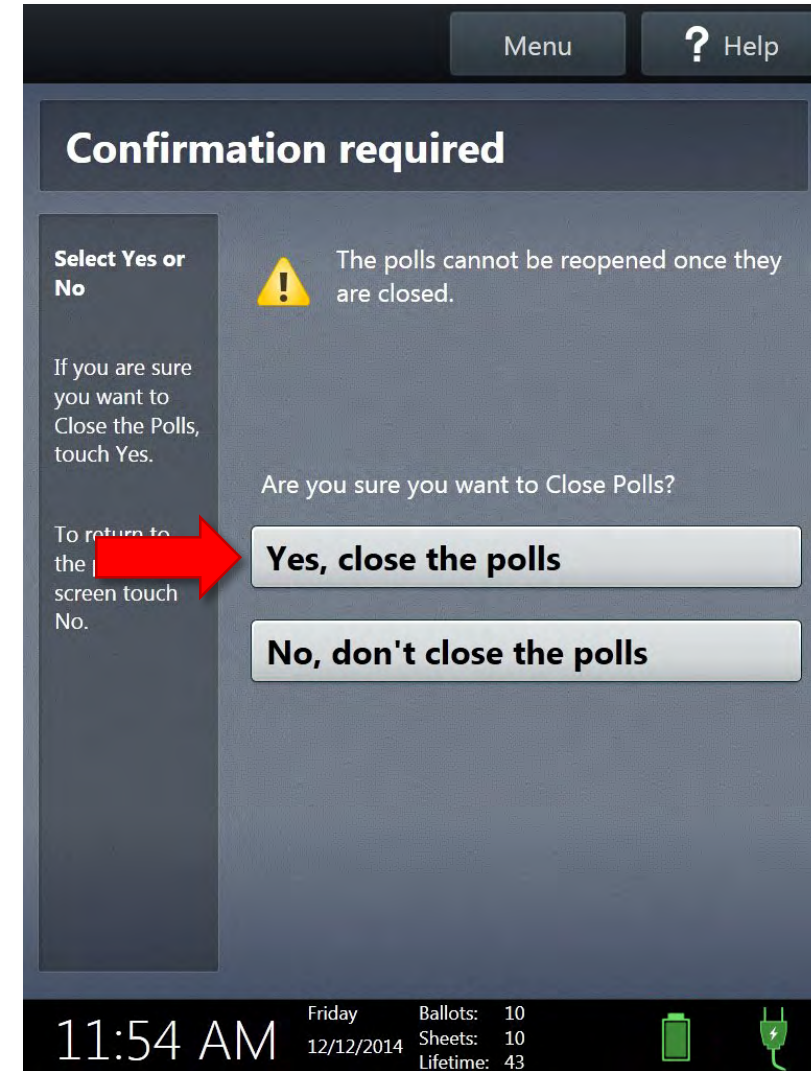 Menu
? Help
Confirmation required
Select Yes or
No
If you are sure
you want to
Close the Polls,
touch Yes.
To return to
the
screen touch
No.
The polls cannot be reopened once they
are closed.
Are you sure you want to Close Polls?
Yes, close the polls
No, don't close the polls
11:54 AM
Friday
12/12/2014
Ballots: 10
Sheets: 10
Lifetime: 43